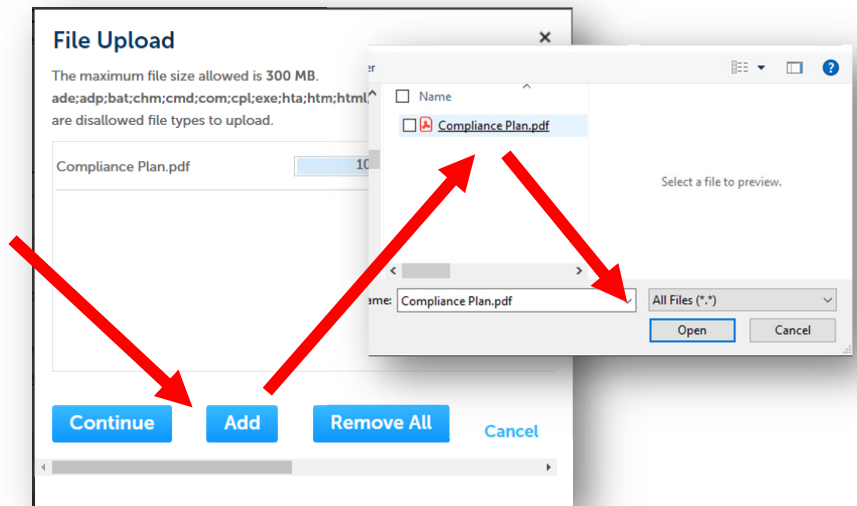 File Upload
×
The maximum file size allowed is 300 MB.
ade;adp;bat;chm;cmd;com;cpl;exe;hta;htm;html;
are disallowed file types to upload.
Compliance Plan.pdf
10
Continue
Add
Remove All
Cancel
er
?
Name
Compliance Plan.pdf
Select a file to preview.
ame: Compliance Plan.pdf
All Files (*.*)
Open
Cancel